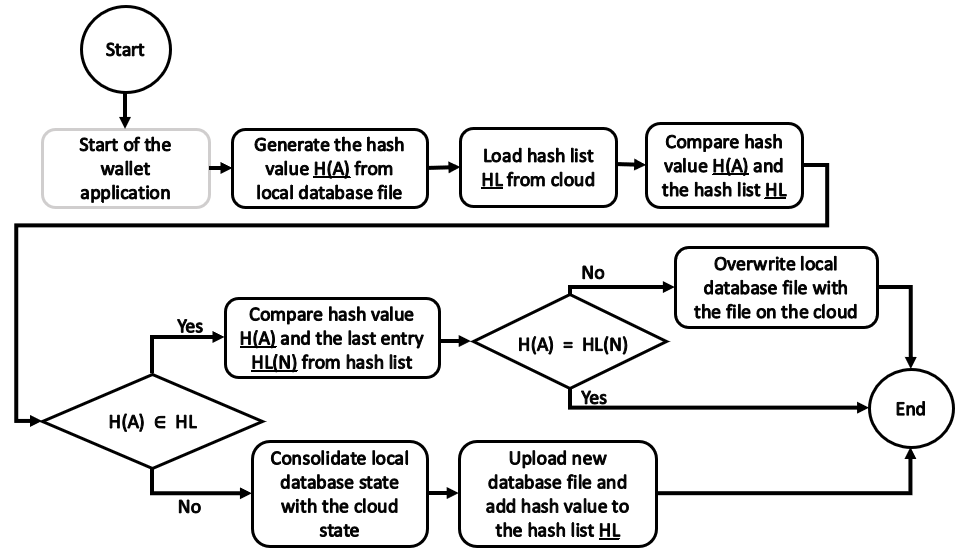 Start
Start of the
wallet
application
Generate the hash
value H(A) from
local database file
Load hash list
HL from cloud
Compare hash
value H(A) and
the hash list HL
No
Overwrite local
database file with
the file on the cloud
Yes
Compare hash value
H(A) and the last entry
HL(N) from hash list
H(A) = HL(N)
Yes
End
H(A) ∈ HL
No
Consolidate local
database state
with the cloud
state
Upload new
database file and
add hash value to
the hash list HL